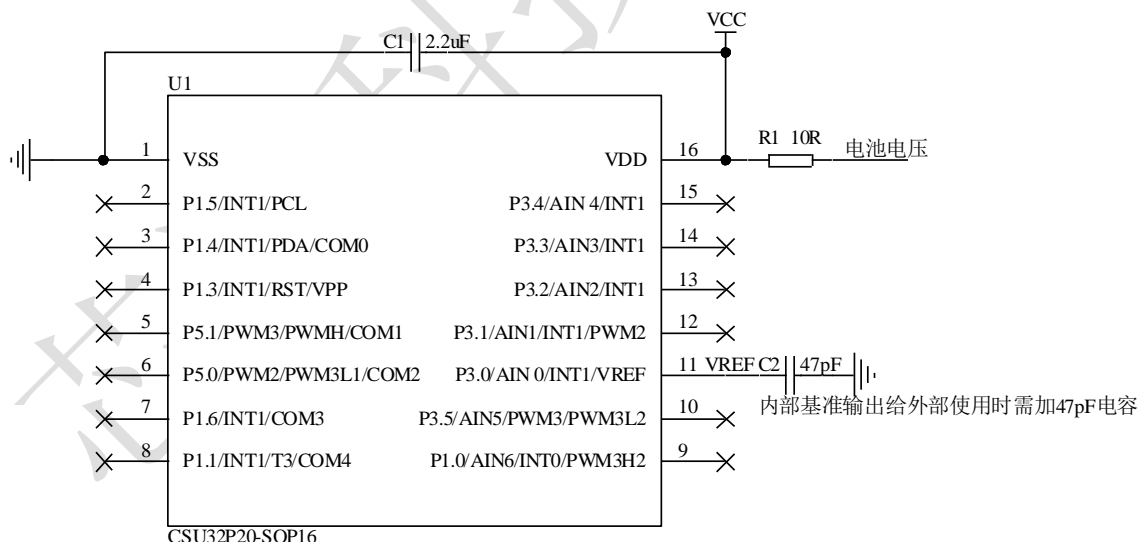 VCC
C1 2.2uF
U1
R1 10R 电池电压
1 VSS VDD 16
2 P1.5/INT1/PCL P3.4/AIN 4/INT1 15
3 P1.4/INT1/PDA/COM0 P3.3/AIN3/INT1 14
4 P1.3/INT1/RST/VPP P3.2/AIN2/INT1 13
5 P5.1/PWM3/PWMH/COM1 P3.1/AIN1/INT1/PWM2 12
6 P5.0/PWM2/PWM3L1/COM2 P3.0/AIN 0/INT1/VREF 11 VREF C2 47pF
内部基准输出给外部使用时需加47pF电容
7 P1.6/INT1/COM3 P3.5/AIN5/PWM3/PWM3L2 10
8 P1.1/INT1/T3/COM4 P1.0/AIN6/INT0/PWM3H2 9
CSU32P20-SOP16